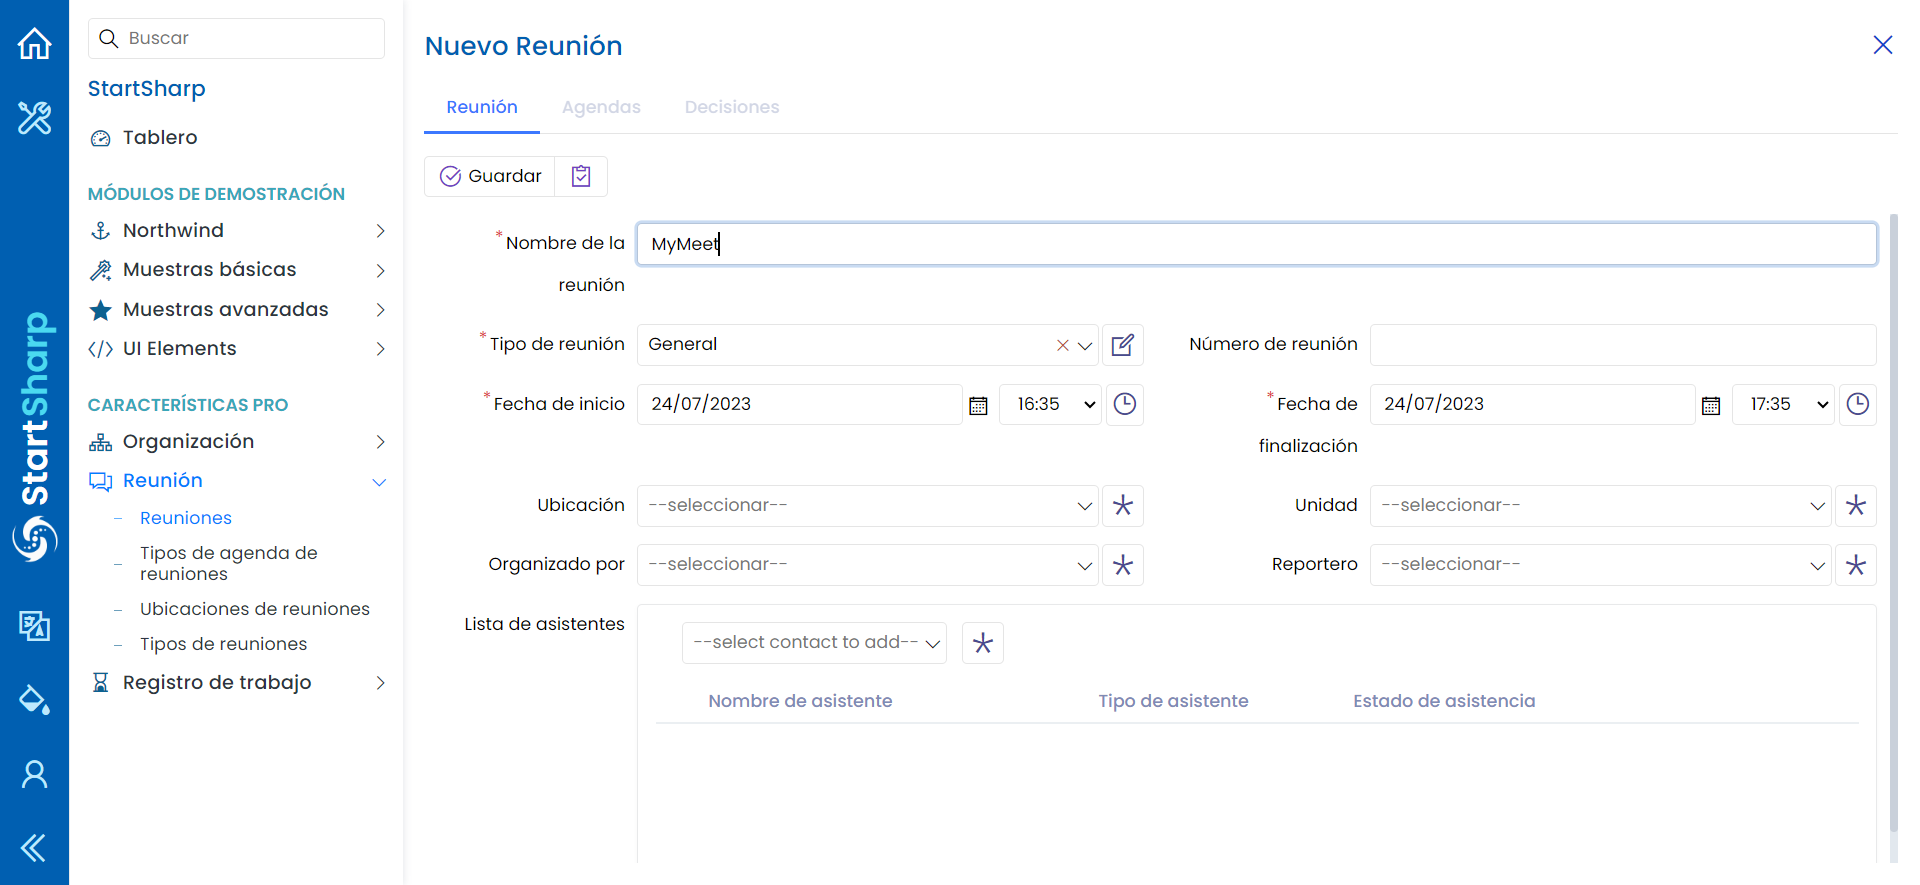 StartSharp
Buscar
StartSharp
Tablero
MÓDULOS DE DEMOSTRACIÓN
Northwind
Muestras básicas
Muestras avanzadas
UI Elements
CARACTERÍSTICAS PRO
Organización
Reunión
Reuniones
Tipos de agenda de
reuniones
Ubicaciones de reuniones
Tipos de reuniones
Registro de trabajo
Nuevo Reunión
Reunión Agendas Decisiones
Guardar
*Nombre de la
reunión
MyMeet
*Tipo de reunión General
Número de reunión
*Fecha de inicio 24/07/2023 16:35
*Fecha de
finalización
24/07/2023 17:35
Ubicación --seleccionar--
Unidad --seleccionar--
Organizado por --seleccionar--
Reportero --seleccionar--
Lista de asistentes
--select contact to add--
Nombre de asistente Tipo de asistente Estado de asistencia